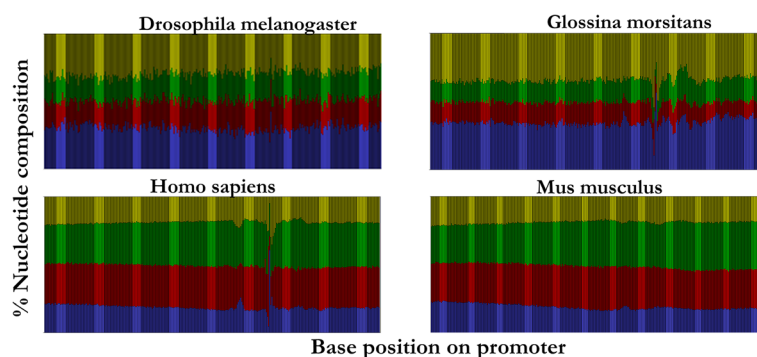 Drosophila melanogaster
Glossina morsitans
% Nucleotide composition
Homo sapiens
Mus musculus
Base position on promoter